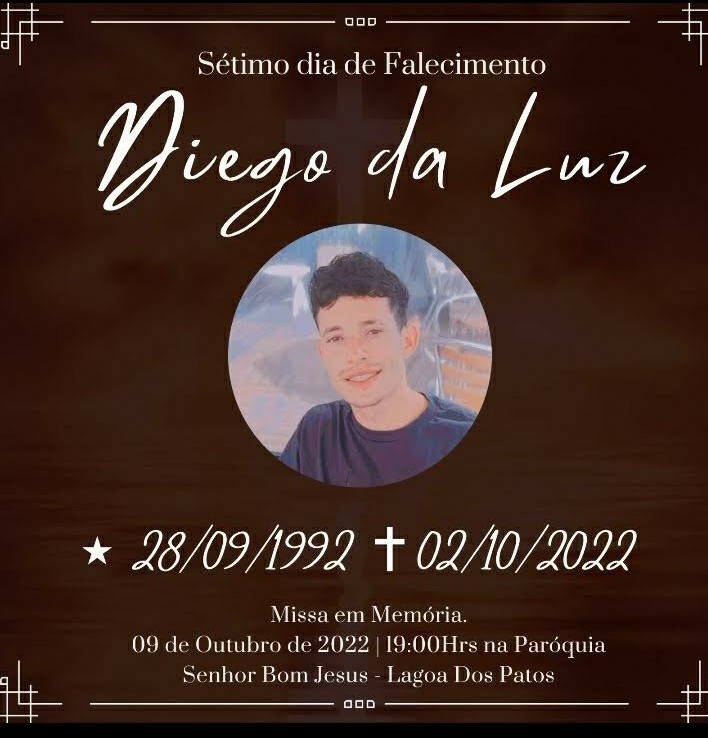 Sétimo dia de Falecimento
Diego da Luz
28/09/1992 02/10/2022
Missa em Memória.
09 de Outubro de 2022 | 19:00Hrs na Paróquia
Senhor Bom Jesus - Lagoa Dos Patos